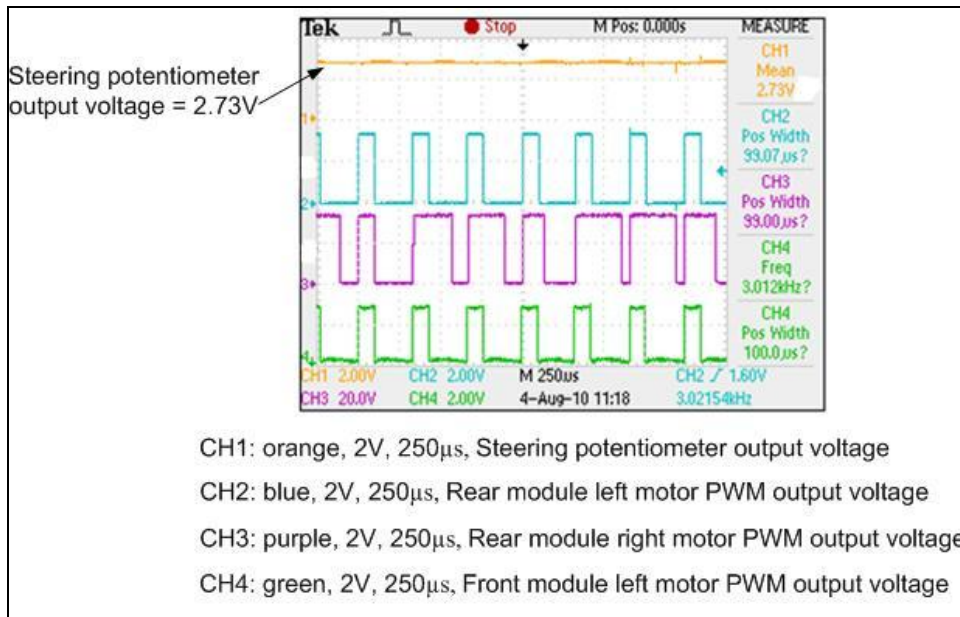 Tek
Stop
M Pos: 0.000s
MEASURE
CH1
Mean
2.73V
CH2
Pos Width
99.07µs?
CH3
Pos Width
99.00µs?
CH4
Freq
3.012kHz?
CH4
Pos Width
100.0µs?
Steering potentiometer
output voltage = 2.73V
1
2
3
4
CH1 2.00V CH2 2.00V M 250µs CH2 1.60V
CH3 20.0V CH4 2.00V 4-Aug-10 11:18 3.02154kHz
CH1: orange, 2V, 250µs, Steering potentiometer output voltage
CH2: blue, 2V, 250µs, Rear module left motor PWM output voltage
CH3: purple, 2V, 250µs, Rear module right motor PWM output voltage
CH4: green, 2V, 250µs, Front module left motor PWM output voltage